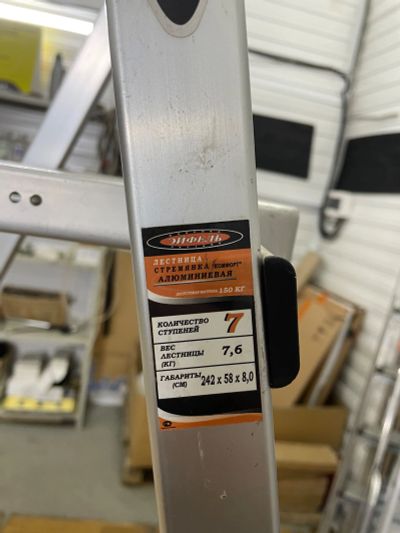 ЭЙФЕЛЬ
ЛЕСТНИЦА
СТРЕМЯНКА "КОМФОРТ"
АЛЮМИНИЕВАЯ
150 КГ
КОЛИЧЕСТВО
СТУПЕНЕЙ
7
ВЕС
ЛЕСТНИЦЫ
(КГ)
7,6
ГАБАРИТЫ
(СМ)
242 х 58 х 8,0